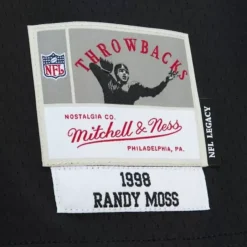 THROWBACKS
NFL
NOSTALGIA CO.
Mitchell & Ness
PHILADELPHIA, PA
NFL LEGACY
1998
RANDY MOSS